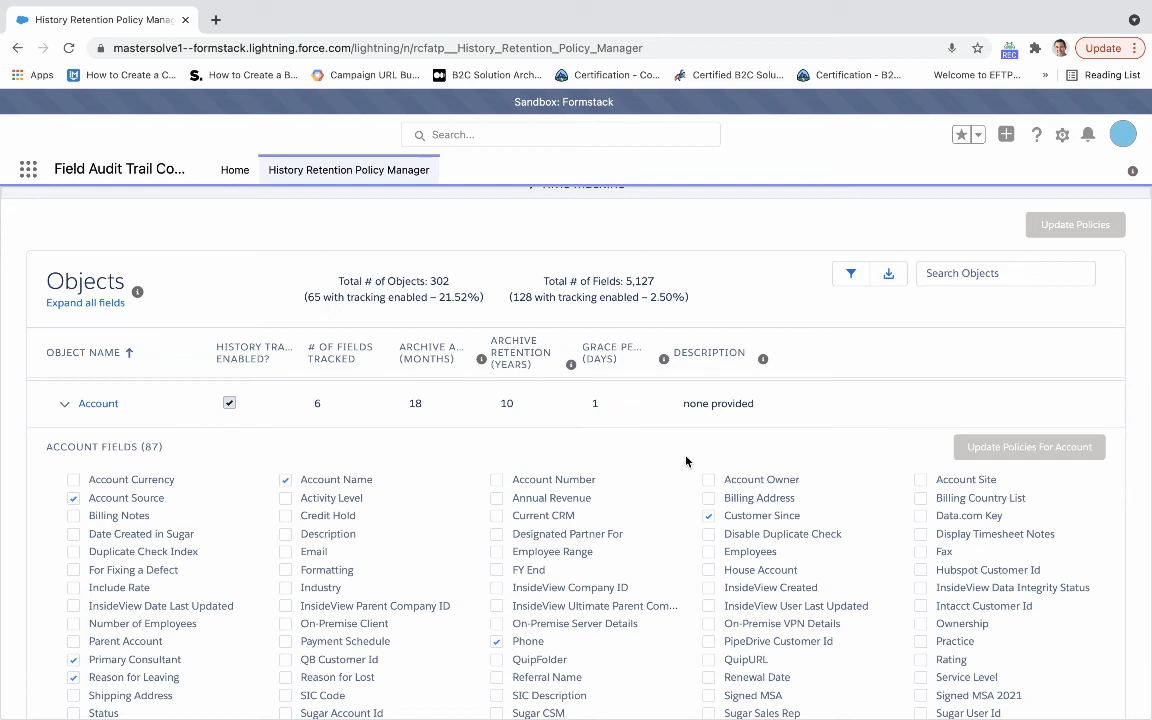 History Retention Policy Mana
mastersolve1--formstack.lightning.force.com/lightning/n/rcfatp__History_Retention_Policy_Manager
REC
Update
Apps
How to Create a C...
How to Create a B...
Campaign URL Bu...
B2C Solution Arch...
Certification - Co...
Certified B2C Solu...
Certification - B2...
Welcome to EFTP...
»
Reading List
Sandbox: Formstack
Search...
Field Audit Trail Co...
Home
History Retention Policy Manager
Update Policies
Objects
Expand all fields
Total # of Objects: 302
(65 with tracking enabled – 21.52%)
Total # of Fields: 5,127
(128 with tracking enabled – 2.50%)
Search Objects
OBJECT NAME
HISTORY TRA...
ENABLED?
# OF FIELDS
TRACKED
ARCHIVE A...
(MONTHS)
ARCHIVE
RETENTION
(YEARS)
GRACE PE...
(DAYS)
DESCRIPTION
Account 6 18 10 1 none provided
ACCOUNT FIELDS (87)
Update Policies For Account
Account Currency Account Name Account Number Account Owner Account Site
Account Source Activity Level Annual Revenue Billing Address Billing Country List
Billing Notes Credit Hold Current CRM Customer Since Data.com Key
Date Created in Sugar Description Designated Partner For Disable Duplicate Check Display Timesheet Notes
Duplicate Check Index Email Employee Range Employees Fax
For Fixing a Defect Formatting FY End House Account Hubspot Customer Id
Include Rate Industry InsideView Company ID InsideView Created InsideView Data Integrity Status
InsideView Date Last Updated InsideView Parent Company ID InsideView Ultimate Parent Com... InsideView User Last Updated Intacct Customer Id
Number of Employees On-Premise Client On-Premise Server Details On-Premise VPN Details Ownership
Parent Account Payment Schedule Phone PipeDrive Customer Id Practice
Primary Consultant QB Customer Id QuipFolder QuipURL Rating
Reason for Leaving Reason for Lost Referral Name Renewal Date Service Level
Shipping Address SIC Code SIC Description Signed MSA Signed MSA 2021
Status Sugar Account Id Sugar CSM Sugar Sales Rep Sugar User Id